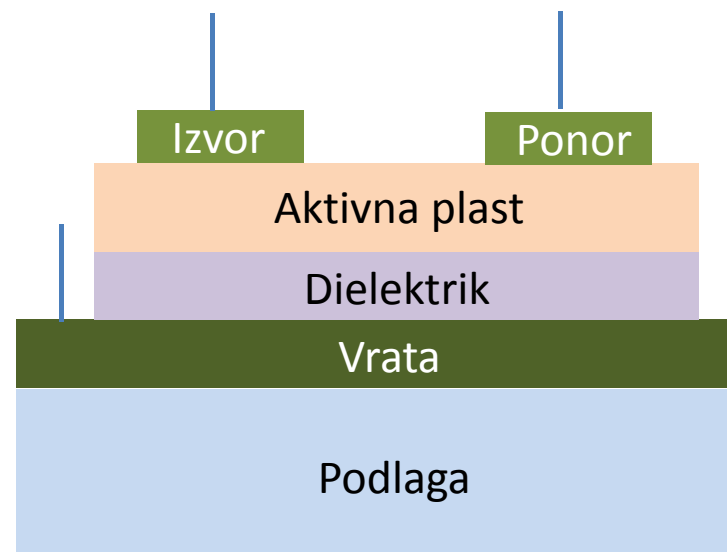 Izvor
Ponor
Aktivna plast
Dielektrik
Vrata
Podlaga